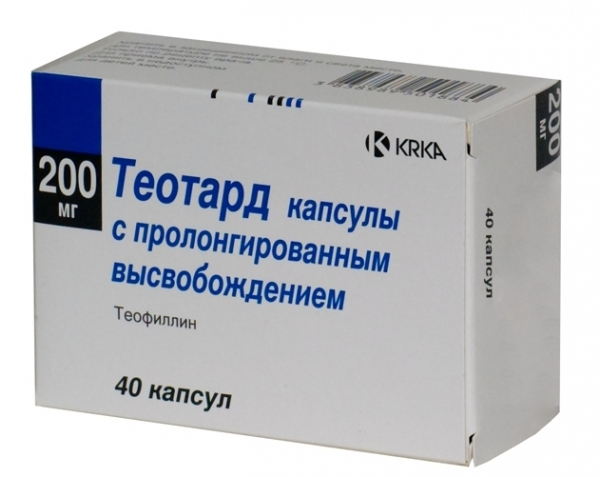 KRKA
200
мг
Теотард капсулы
с пролонгированным
высвобождением
Теофиллин
40 капсул
200
мг
40 капсул